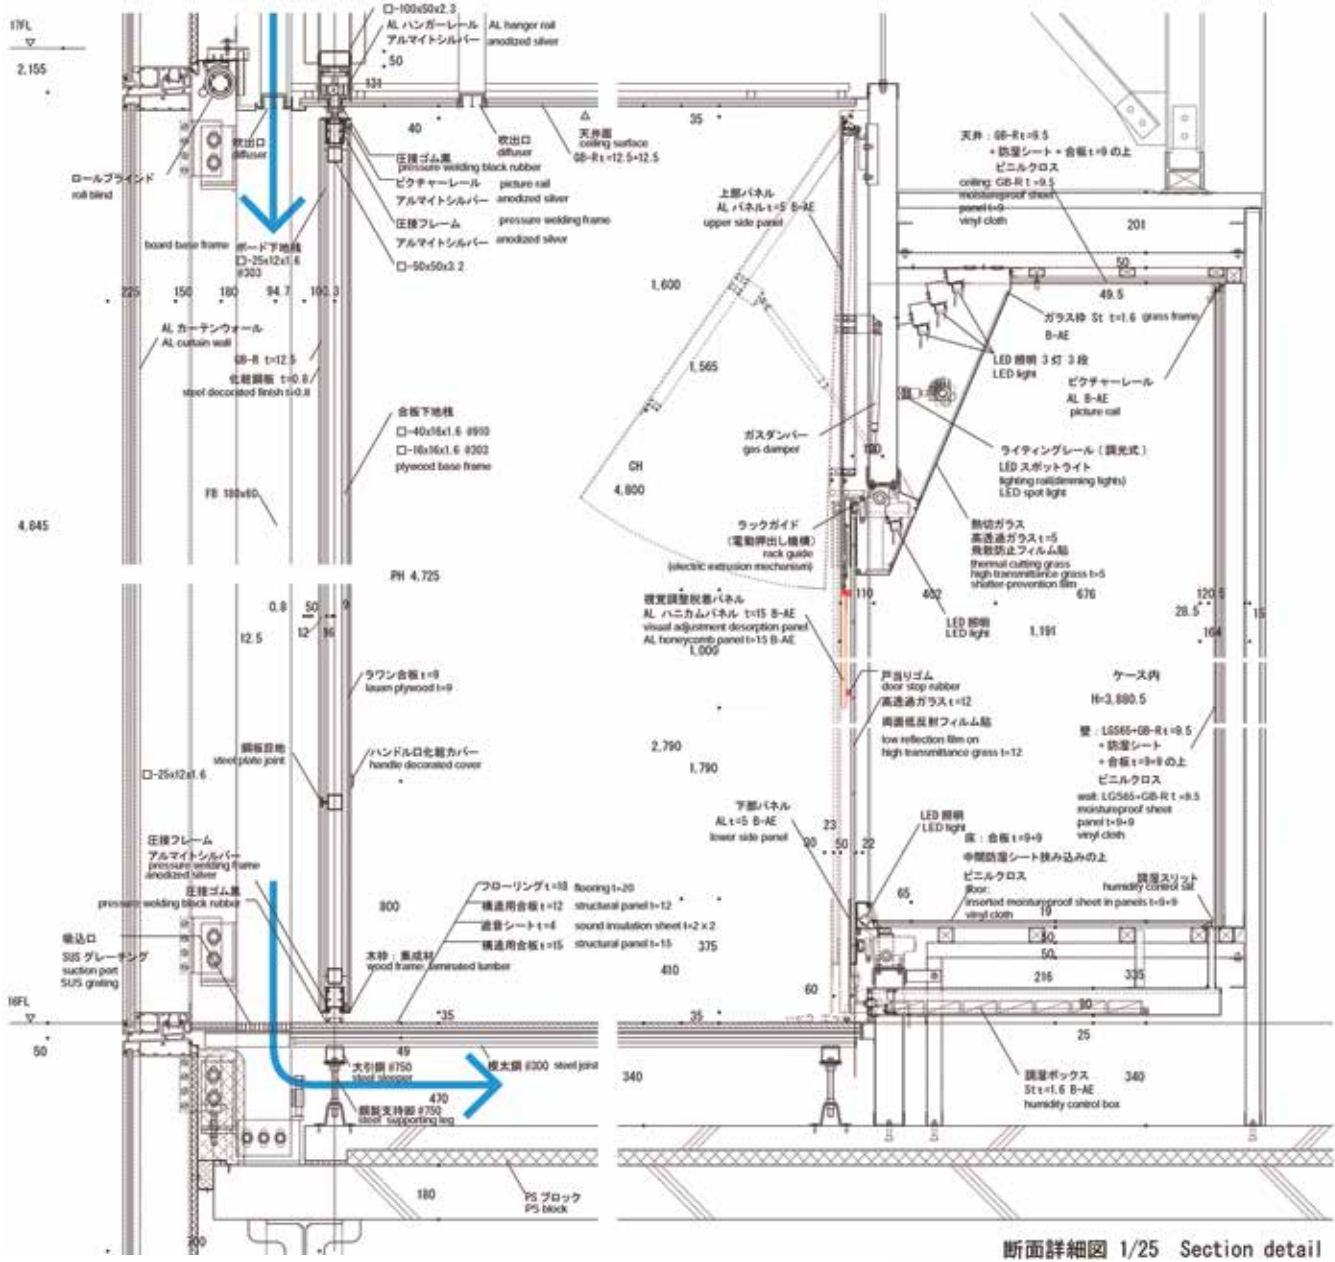 17FL
2,155
□-100x50x2.3
AL ハンガーレール AL hanger rail
アルマイトシルバー anodized silver
50
131
40
35
吹出口
diffuser
吹出口
diffuser
天井面
ceiling surface
GB-R t=12.5+12.5
ロールブラインド
roll blind
圧接ゴム黒
pressure welding black rubber
ピクチャーレール picture rail
アルマイトシルバー anodized silver
圧接フレーム pressure welding frame
アルマイトシルバー anodized silver
□-50x50x3.2
board base frame
ボード下地桟
□-25x12x1.6
@303
225 150 180 94.7 100.3
AL カーテンウォール
AL curtain wall
GB-R t=12.5
化粧鋼板 t=0.8
steel decorated finish t=0.8
合板下地桟
□-40x16x1.6 @910
□-16x16x1.6 @303
plywood base frame
FB 180x60
4,845
PH 4,725
上部パネル
AL パネル t=5 B-AE
upper side panel
1,600
1,565
CH
4,800
ガスダンパー
gas damper
ラックガイド
(電動押出し機構)
rack guide
(electric extrusion mechanism)
天井 : GB-R t=9.5
+ 防湿シート + 合板 t=9 の上
ビニルクロス
ceiling: GB-R t =9.5
moistureproof sheet
panel t=9
vinyl cloth
201
50
49.5
ガラス枠 St t=1.6 grass frame
B-AE
LED 照明 3 灯 3 段
LED light
ピクチャーレール
AL B-AE
picture rail
ライティングレール ( 調光式 )
LED スポットライト
lighting rail(dimming lights)
LED spot light
熱切ガラス
高透過ガラス t=5
飛散防止フィルム貼
thermal cutting grass
high transmittance grass t=5
shatter-prevention film
110
676
120.5
28.5
15
LED 照明
LED light
1,191
164
0.8 50 9
12.5
12
視覚調整脱着パネル
AL ハニカムパネル t=15 B-AE
visual adjustment desorption panel
AL honeycomb panel t=15 B-AE
1,000
ラワン合板 t=9
lauan plywood t=9
戸当りゴム
door stop rubber
高透過ガラス t=12
両面低反射フィルム貼
low reflection film on
high transmittance grass t=12
ケース内
H=3,880.5
壁 : LGS65+GB-R t=9.5
+ 防湿シート
+ 合板 t=9+9 の上
ビニルクロス
wall: LGS65+GB-R t =9.5
moistureproof sheet
panel t=9+9
vinyl cloth
鋼板目地
steel plate joint
ハンドル口化粧カバー
handle decorated cover
2,790
1,790
□-25x12x1.6
下部パネル
AL t=5 B-AE
lower side panel
23
50 22
LED 照明
LED light
床 : 合板 t=9+9
中間防湿シート挟み込みの上
ビニルクロス
floor:
inserted moistureproof sheet in panels t=9+9
vinyl cloth
調湿スリット
humidity control slit
圧接フレーム
アルマイトシルバー
pressure welding frame
anodized silver
圧接ゴム黒
pressure welding black rubber
吸込口
SUS グレーチング
suction port
SUS grating
800
フローリング t=18 flooring t=20
構造用合板 t=12 structural panel t=12
遮音シート t=4 sound insulation sheet t=2×2
構造用合板 t=15 structural panel t=15
木枠 : 集成材
wood frame: laminated lumber
375
410
60
65
19
50
50
216
335
90
25
16FL
50
35
35
49
大引鋼 @750
steel sleeper
根太鋼 @300 steel joist
340
470
鋼製支持脚 @750
steel supporting leg
調湿ボックス
St t=1.6 B-AE
humidity control box
340
180
PS ブロック
PS block
断面詳細図 1/25 Section detail